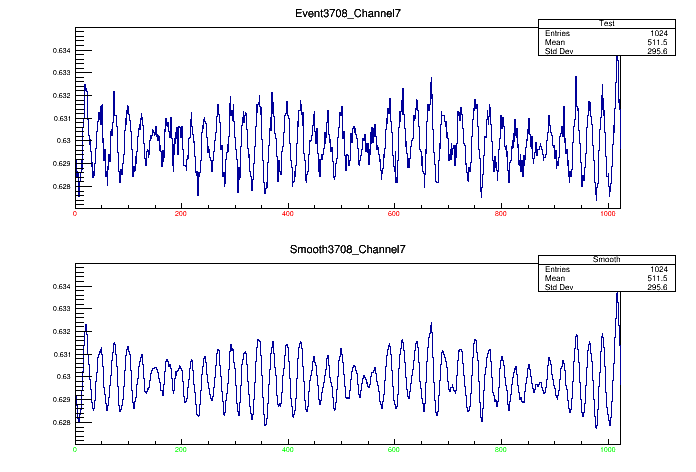 Event3708_Channel7
Test
Entries 1024
Mean 511.5
Std Dev 295.6
0.634
0.633
0.632
0.631
0.63
0.629
0.628
0 200 400 600 800 1000
Smooth3708_Channel7
Smooth
Entries 1024
Mean 511.5
Std Dev 295.6
0.634
0.633
0.632
0.631
0.63
0.629
0.628
0 200 400 600 800 1000